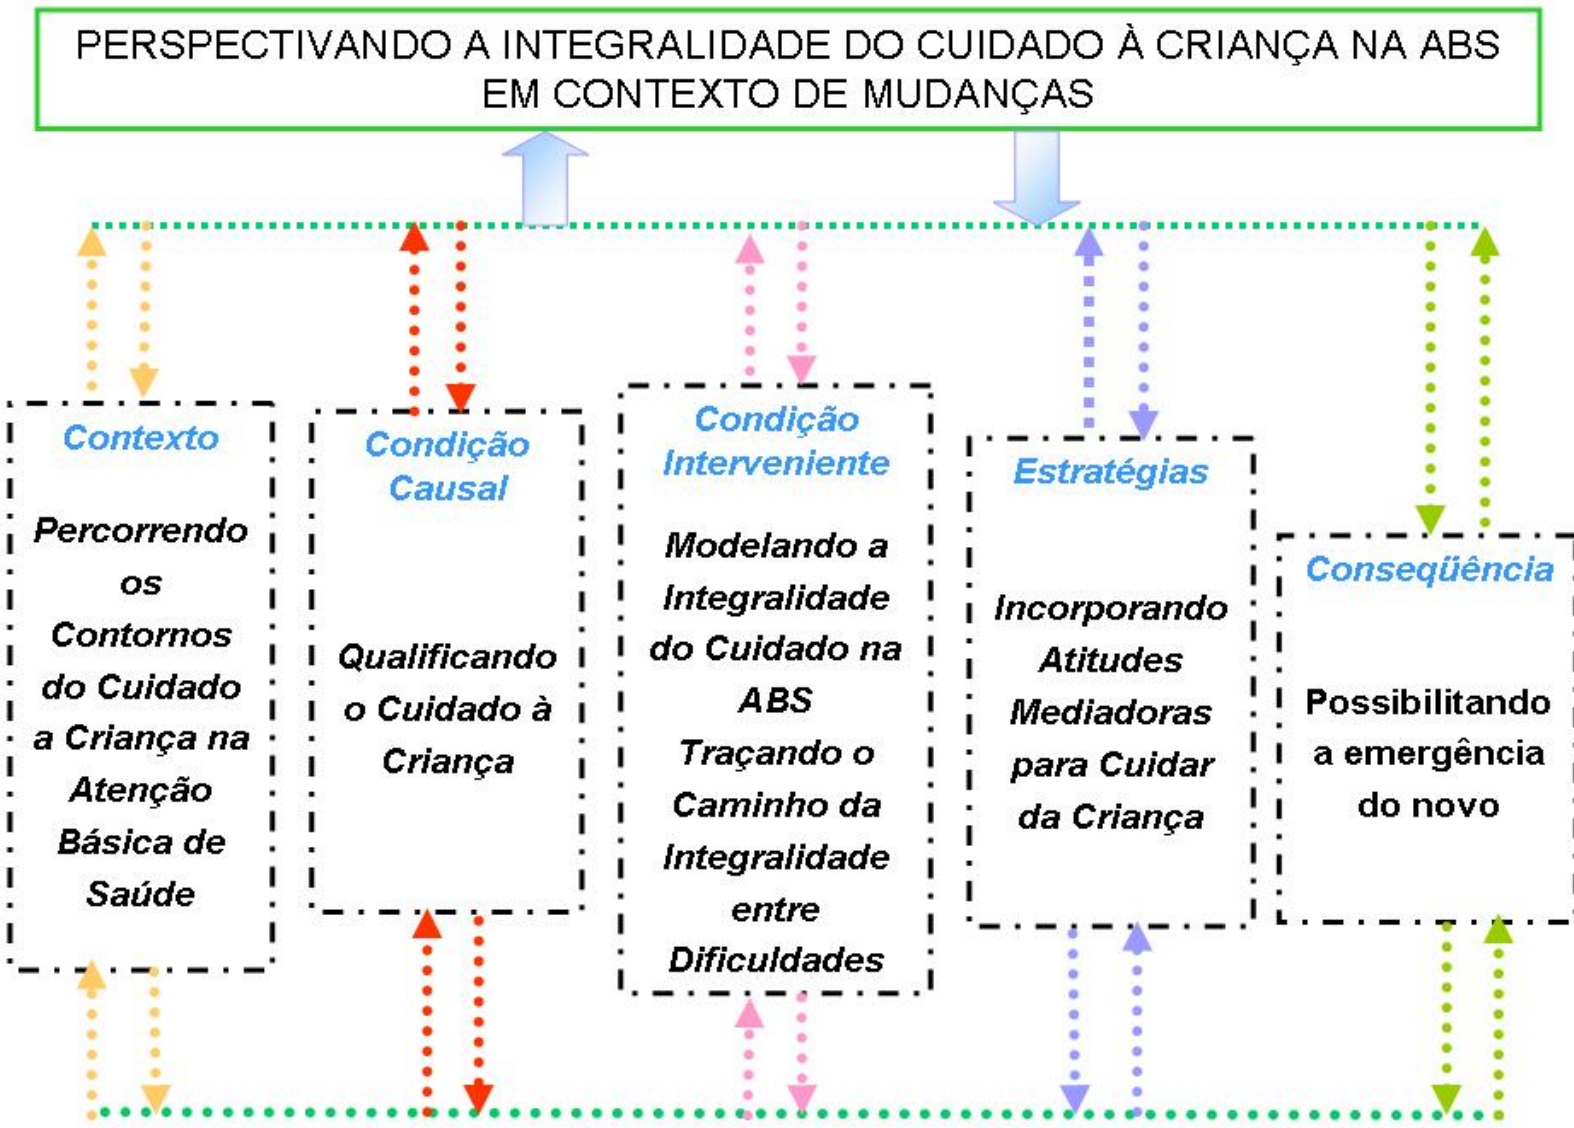 PERSPECTIVANDO A INTEGRALIDADE DO CUIDADO À CRIANÇA NA ABS
EM CONTEXTO DE MUDANÇAS
Contexto
Percorrendo
os
Contornos
do Cuidado
a Criança na
Atenção
Básica de
Saúde
Condição
Causal
Qualificando
o Cuidado à
Criança
Condição
Interveniente
Modelando a
Integralidade
do Cuidado na
ABS
Traçando o
Caminho da
Integralidade
entre
Dificuldades
Estratégias
Incorporando
Atitudes
Mediadoras
para Cuidar
da Criança
Conseqüência
Possibilitando
a emergência
do novo